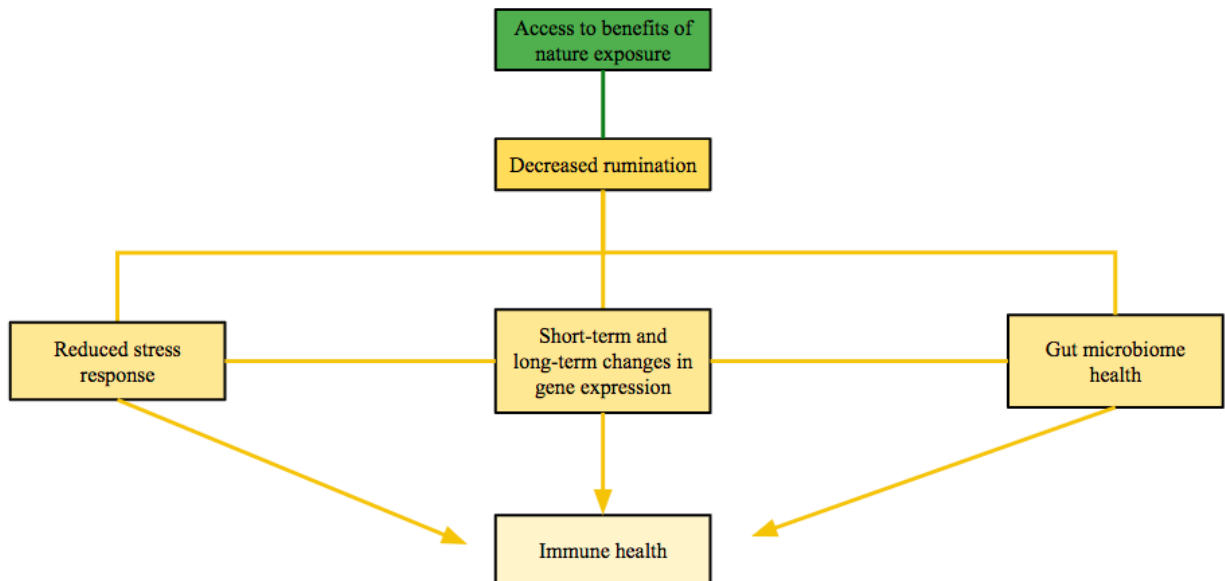 Access to benefits of
nature exposure
Decreased rumination
Reduced stress
response
Short-term and
long-term changes in
gene expression
Gut microbiome
health
Immune health